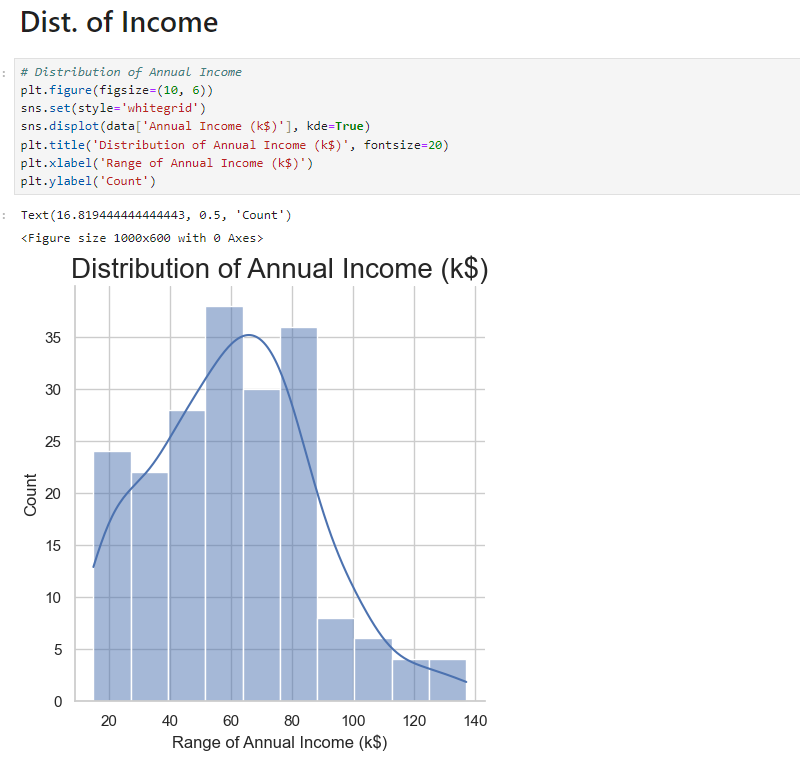 Dist. of Income
:
# Distribution of Annual Income
plt.figure(figsize=(10, 6))
sns.set(style='whitegrid')
sns.displot(data['Annual Income (k$)'], kde=True)
plt.title('Distribution of Annual Income (k$)', fontsize=20)
plt.xlabel('Range of Annual Income (k$)')
plt.ylabel('Count')
:
Text(16.819444444444443, 0.5, 'Count')
<Figure size 1000x600 with 0 Axes>
Distribution of Annual Income (k$)
35
30
25
20
15
10
5
0
Count
20 40 60 80 100 120 140
Range of Annual Income (k$)